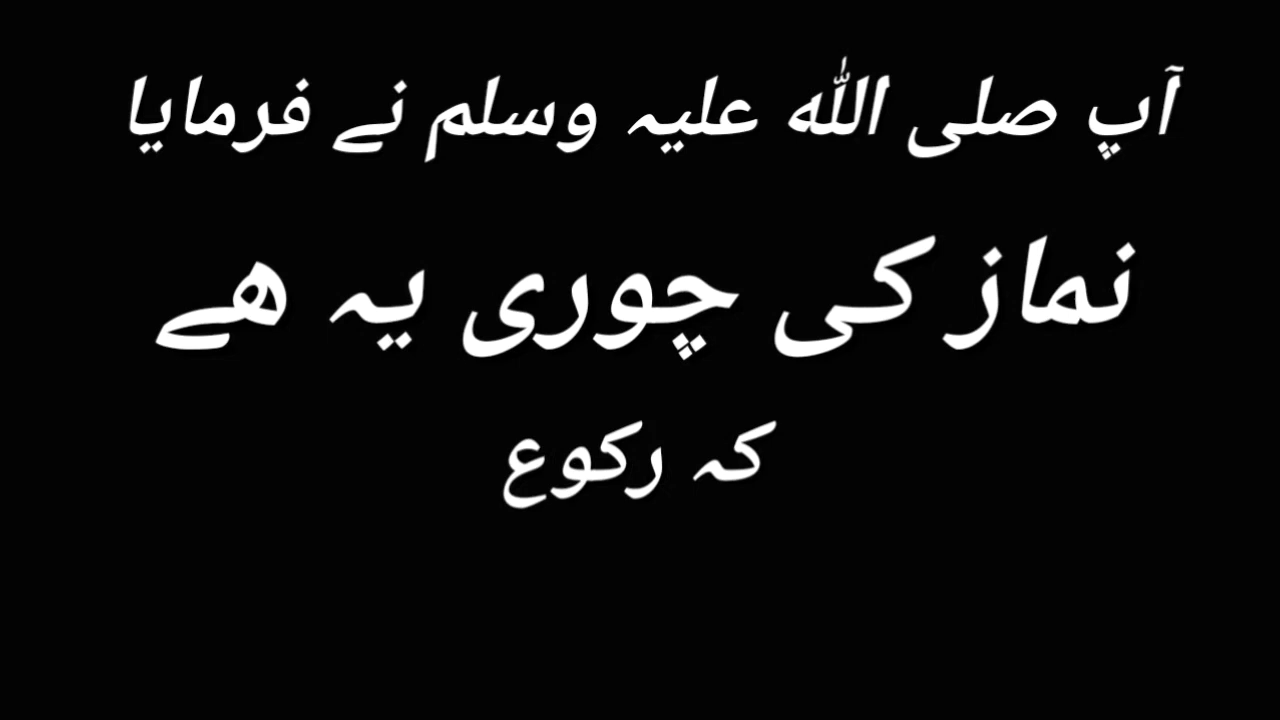 آپ صلی اللہ علیہ وسلم نے فرمایا
نماز کی چوری یہ ھے
کہ رکوع